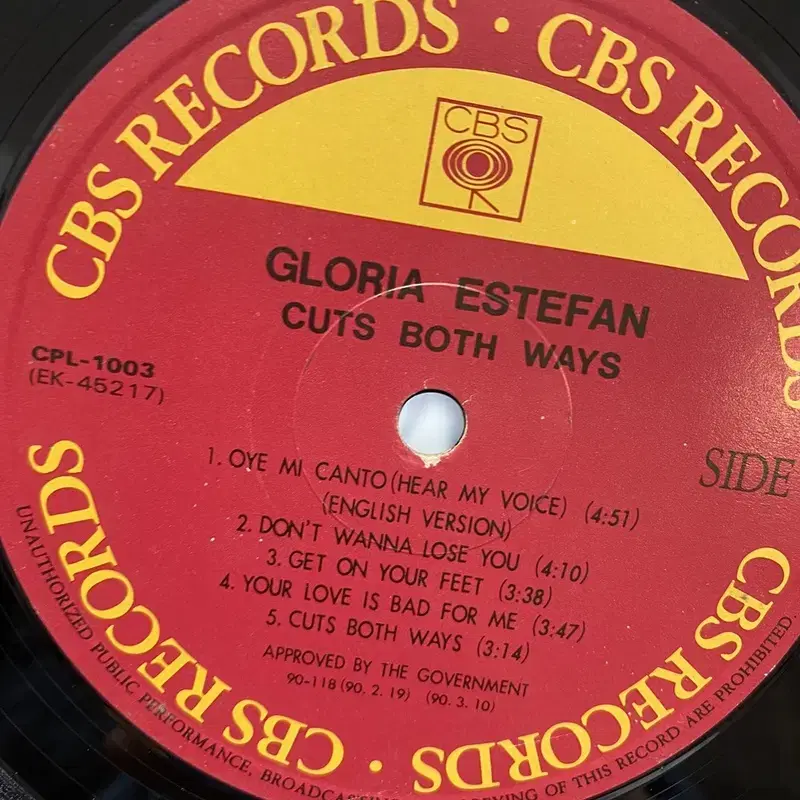 CBS RECORDS · CBS RECORDS
CBS
GLORIA ESTEFAN
CUTS BOTH WAYS
CPL-1003
(EK-45217)
SIDE
1. OYE MI CANTO (HEAR MY VOICE) (4:51)
(ENGLISH VERSION)
2. DON'T WANNA LOSE YOU (4:10)
3. GET ON YOUR FEET (3:38)
4. YOUR LOVE IS BAD FOR ME (3:47)
5. CUTS BOTH WAYS (3:14)
APPROVED BY THE GOVERNMENT
90-118 (90. 2. 19) (90. 3. 10)
CBS RECORDS · CBS RECORDS
UNAUTHORIZED PUBLIC PERFORMANCE, BROADCASTING OF THIS RECORD ARE PROHIBITED.